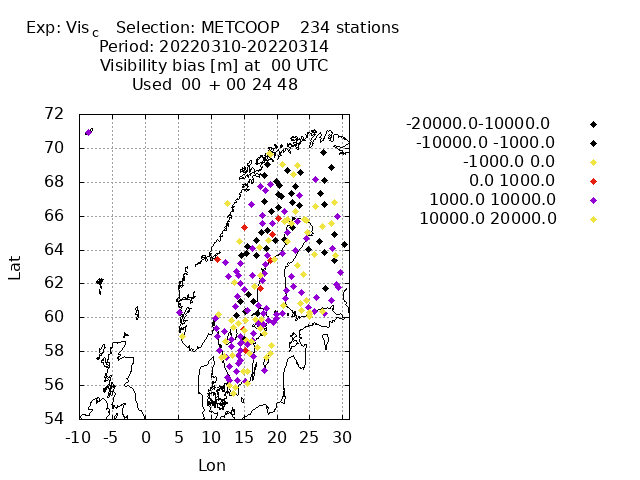 Exp: Vis c Selection: METCOOP 234 stations
Period: 20220310-20220314
Visibility bias [m] at 00 UTC
Used 00 + 00 24 48
-20000.0-10000.0
-10000.0 -1000.0
-1000.0 0.0
0.0 1000.0
1000.0 10000.0
10000.0 20000.0
72
70
68
66
64
62
60
58
56
54
Lat
-10 -5 0 5 10 15 20 25 30
Lon